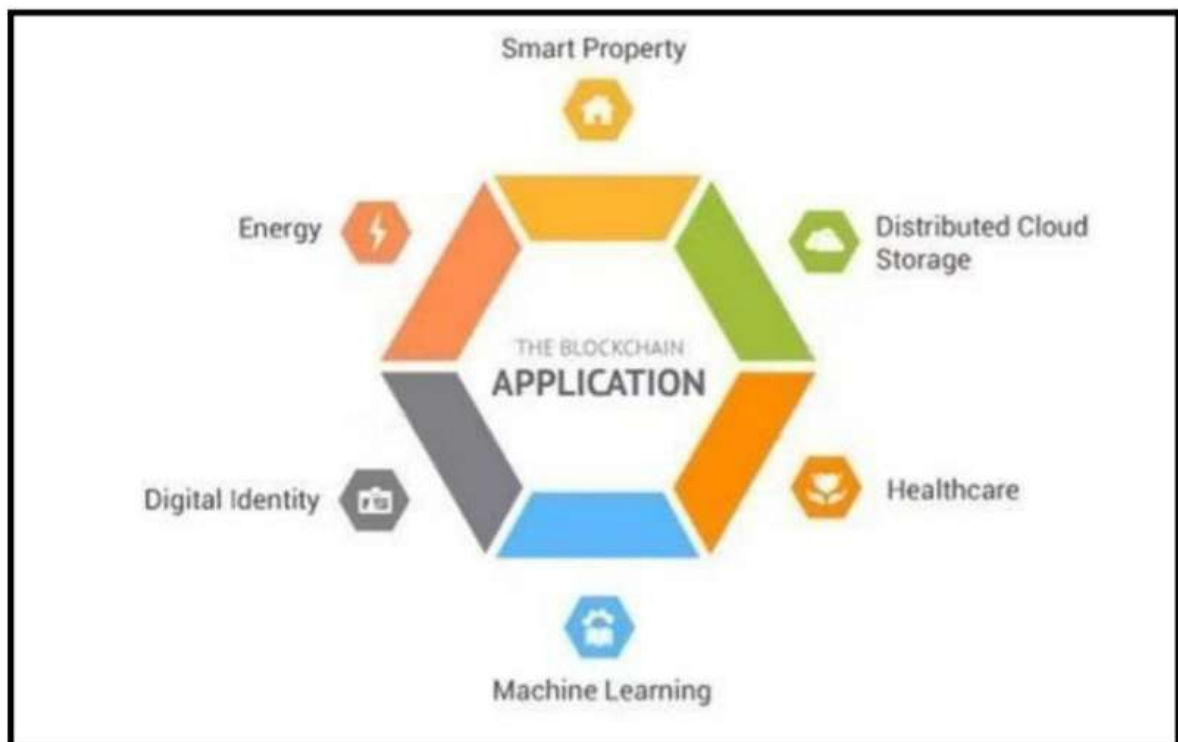 Smart Property
Energy
Distributed Cloud
Storage
THE BLOCKCHAIN
APPLICATION
Digital Identity
Healthcare
Machine Learning